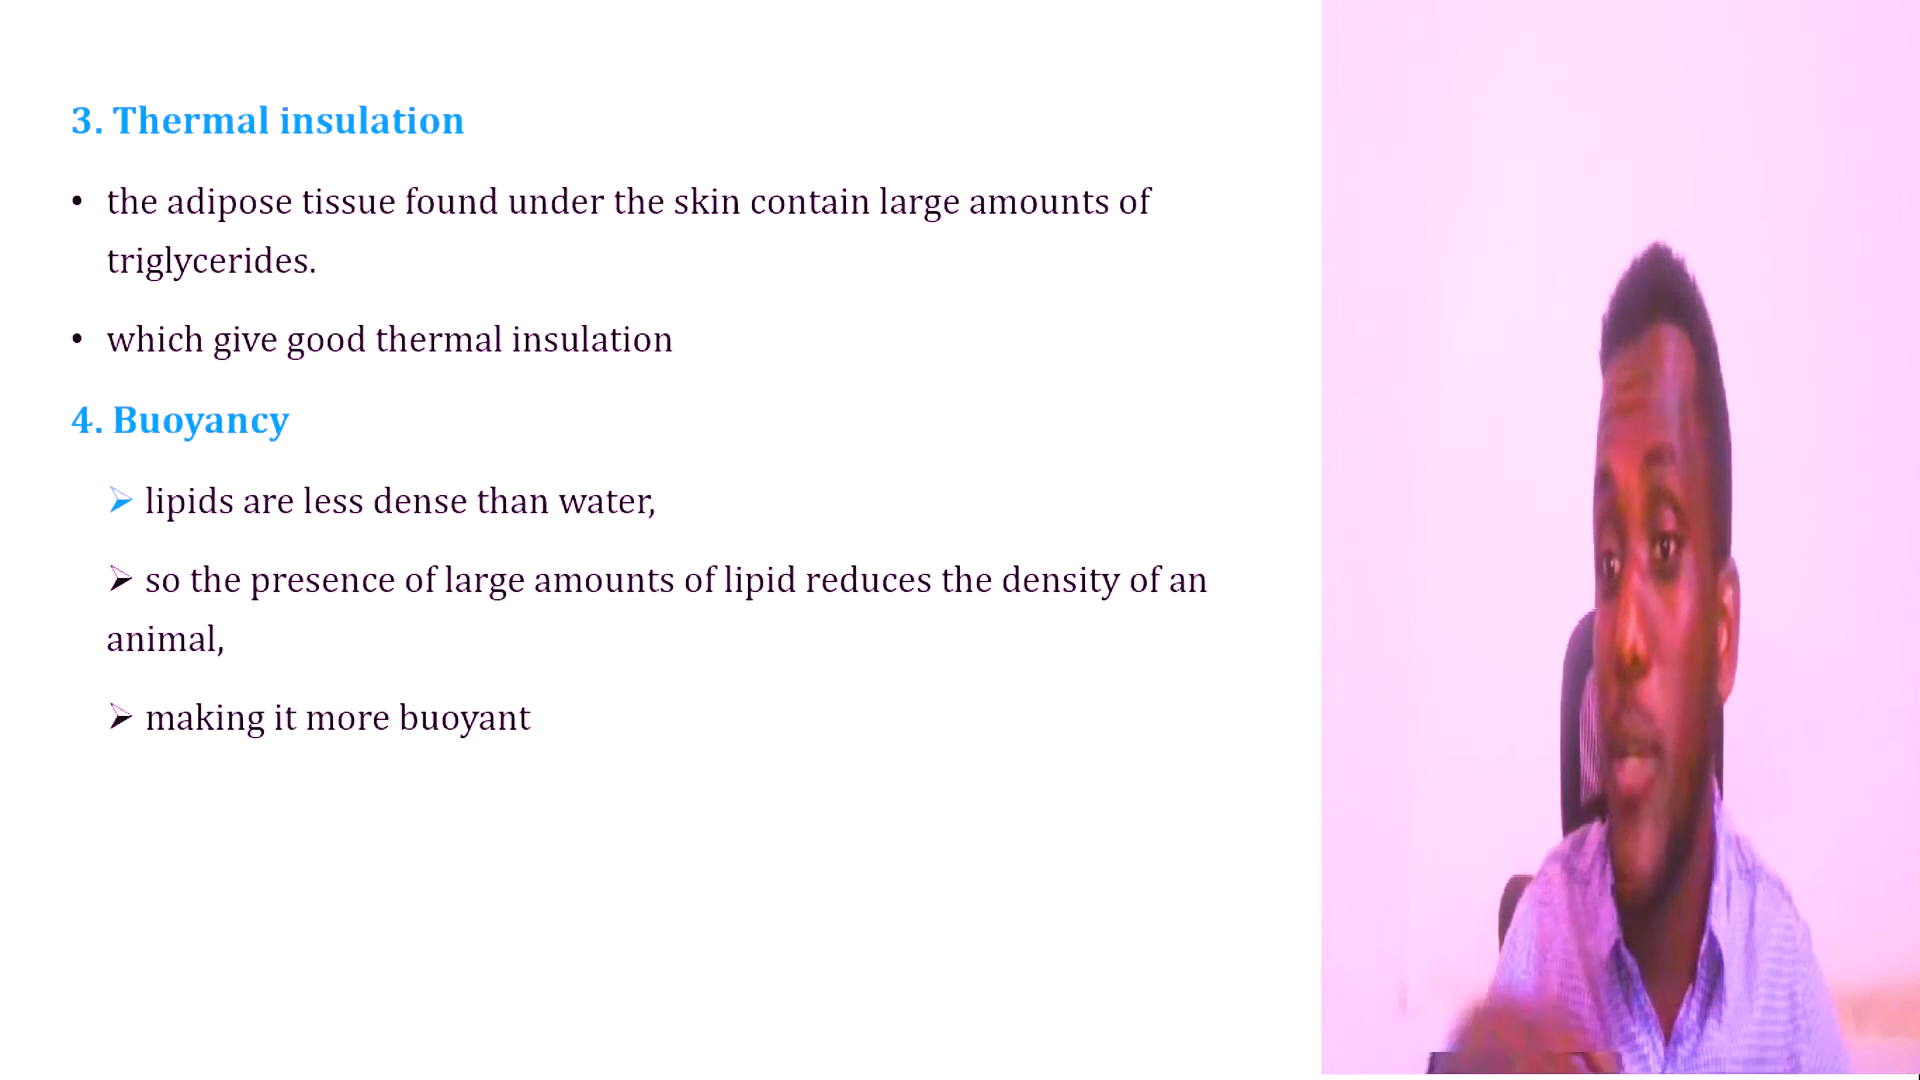 3. Thermal insulation
• the adipose tissue found under the skin contain large amounts of
triglycerides.
• which give good thermal insulation
4. Buoyancy
➢ lipids are less dense than water,
➢ so the presence of large amounts of lipid reduces the density of an
animal,
➢ making it more buoyant